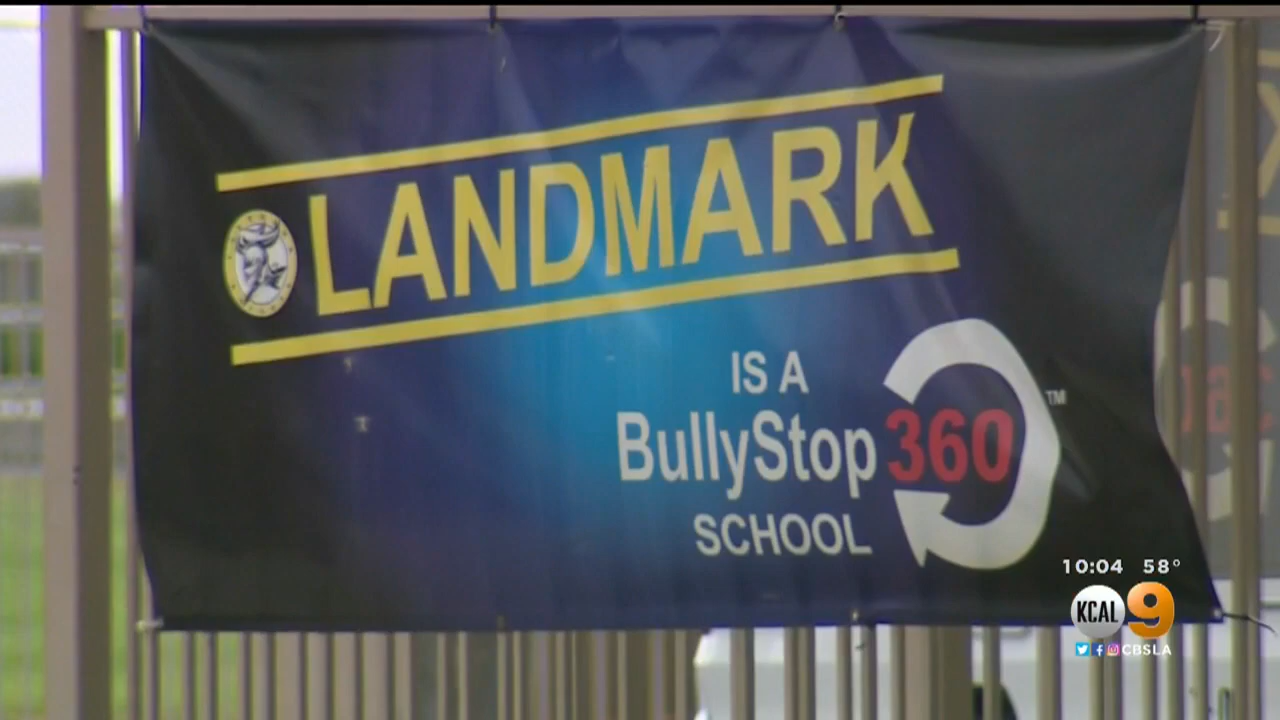 LANDMARK
IS A
BullyStop 360
TM
SCHOOL
10:04 58°
KCAL 9
CBSLA